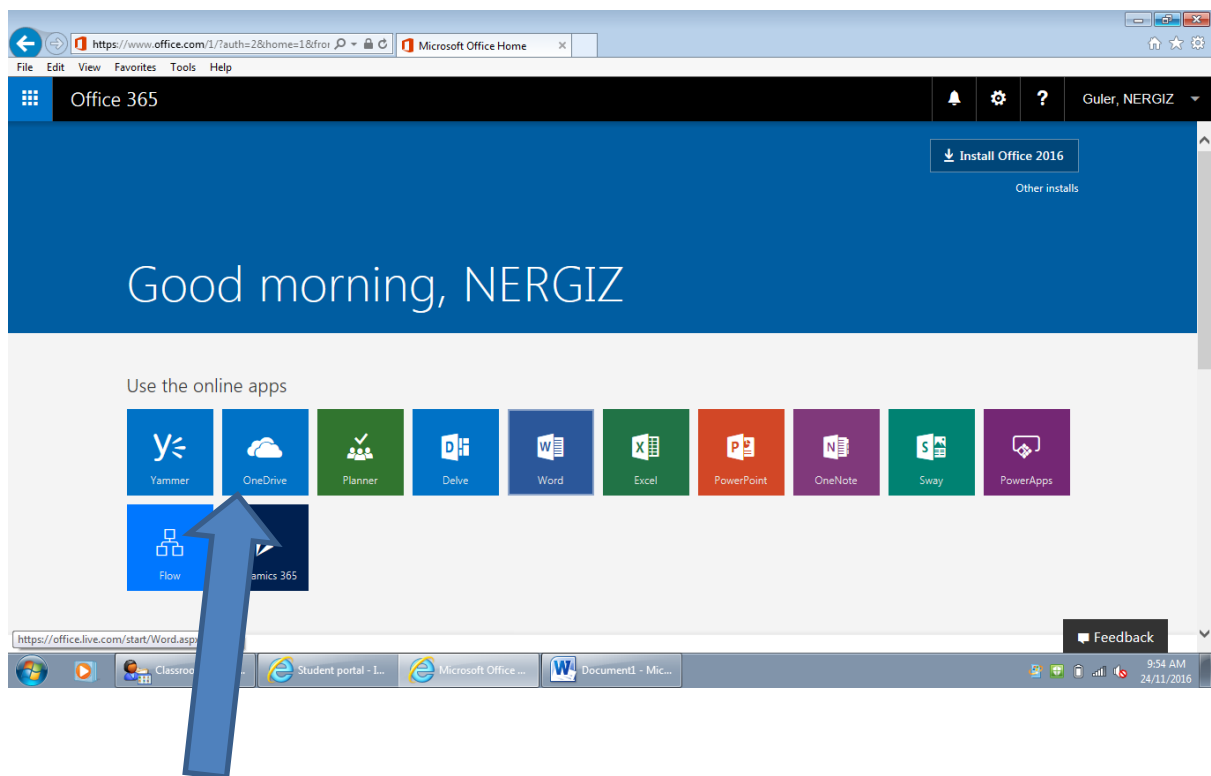 https://www.office.com/1/?auth=2&home=1&fror
Microsoft Office Home
File Edit View Favorites Tools Help
Office 365
? Guler, NERGIZ
Install Office 2016
Other installs
Good morning, NERGIZ
Use the online apps
Yammer OneDrive Planner Delve Word Excel PowerPoint OneNote Sway PowerApps
Flow amics 365
https://office.live.com/start/Word.asp
Feedback
Classroo Student portal - I... Microsoft Office ... Document1 - Mic...
9:54 AM
24/11/2016